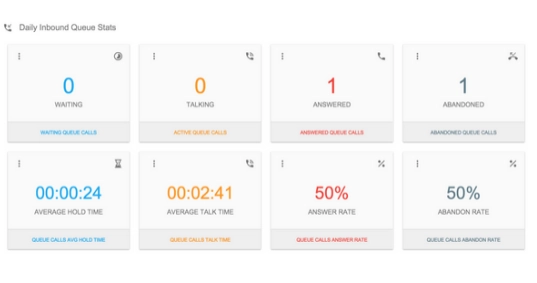 Daily Inbound Queue Stats
0
WAITING
WAITING QUEUE CALLS
0
TALKING
ACTIVE QUEUE CALLS
1
ANSWERED
ANSWERED QUEUE CALLS
1
ABANDONED
ABANDONED QUEUE CALLS
00:00:24
AVERAGE HOLD TIME
QUEUE CALLS AVG HOLD TIME
00:02:41
AVERAGE TALK TIME
QUEUE CALLS TALK TIME
50%
ANSWER RATE
QUEUE CALLS ANSWER RATE
50%
ABANDON RATE
QUEUE CALLS ABANDON RATE